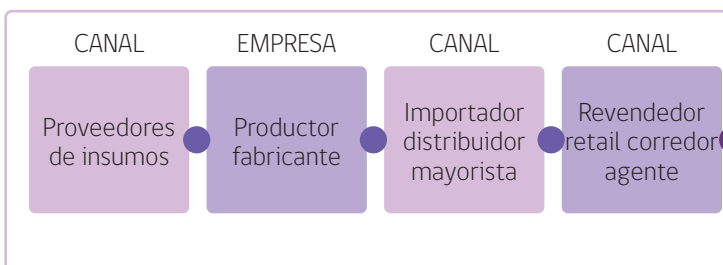 CANAL
EMPRESA
CANAL
CANAL
Proveedores
de insumos
Productor
fabricante
Importador
distribuidor
mayorista
Revendedor
retail corredor
agente